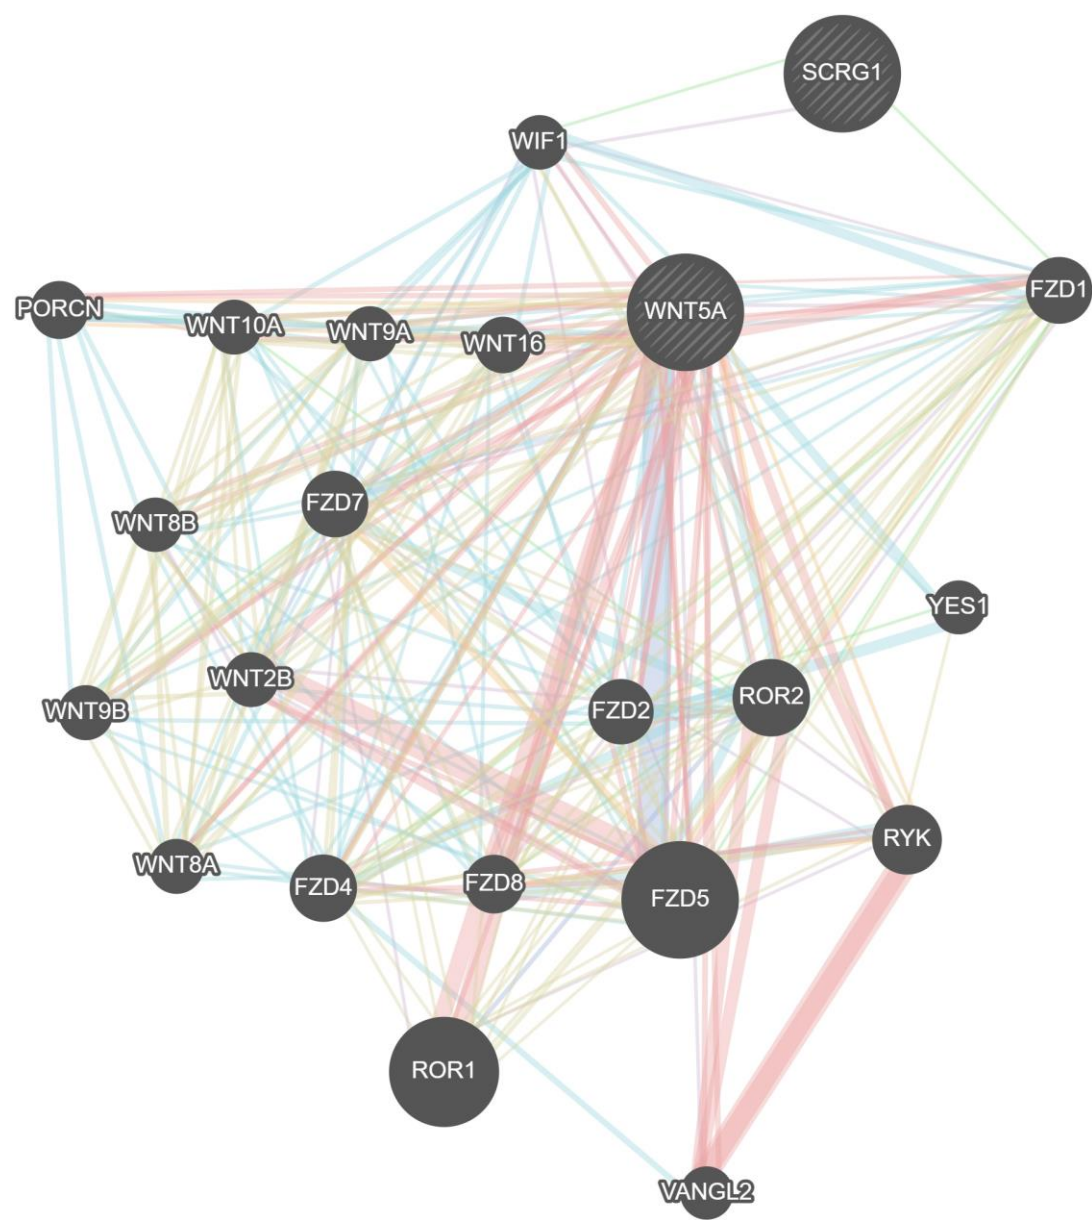 SCRG1
WIF1
FZD1
PORCN
WNT10A
WNT9A
WNT16
WNT5A
WNT8B
FZD7
YES1
WNT2B
WNT9B
FZD2
ROR2
RYK
WNT8A
FZD4
FZD8
FZD5
ROR1
VANGL2